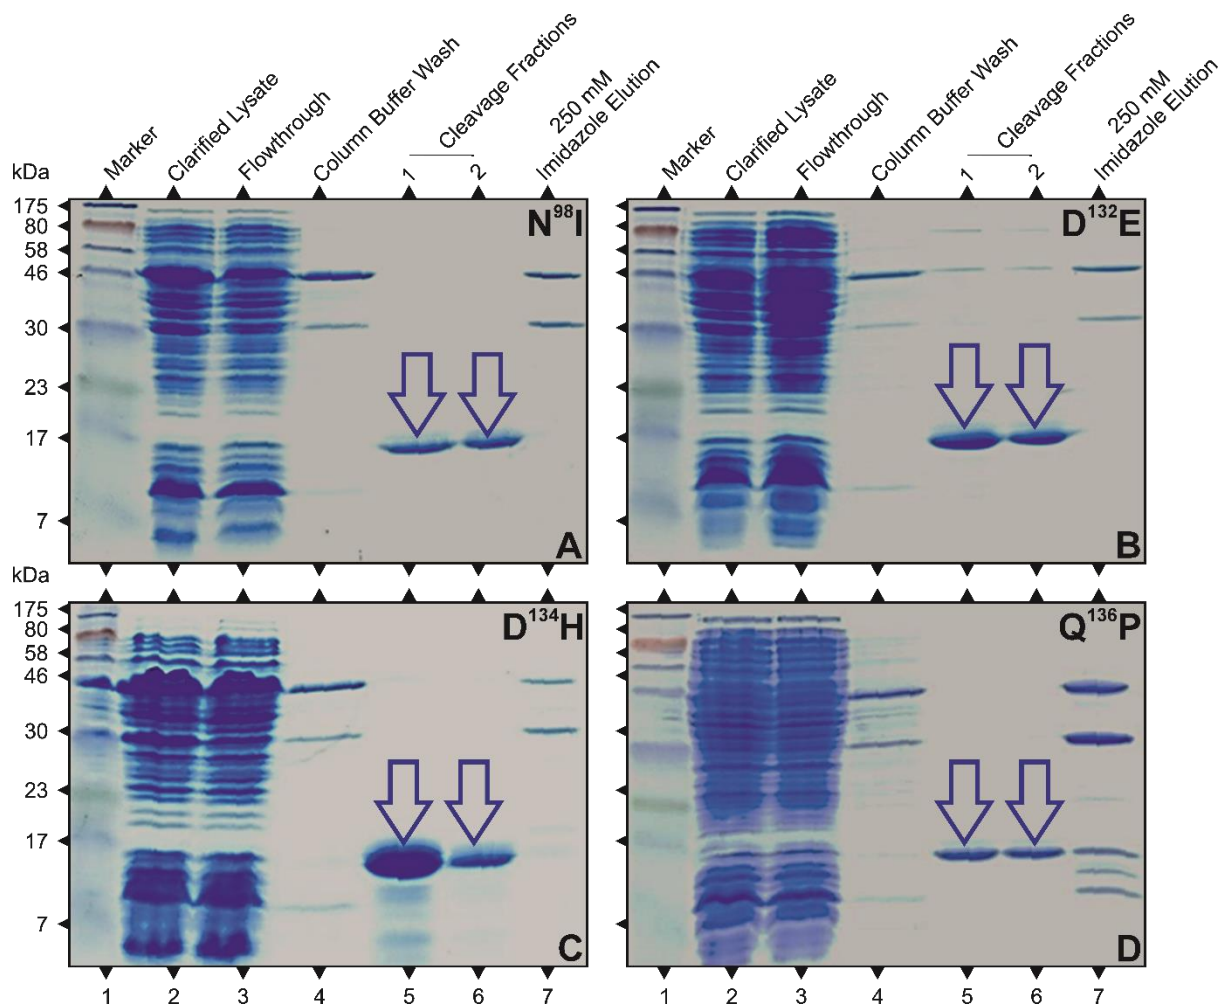 Marker
Clarified Lysate
Flowthrough
Column Buffer Wash
Cleavage Fractions
1
2
250 mM
Imidazole Elution
Marker
Clarified Lysate
Flowthrough
Column Buffer Wash
Cleavage Fractions
1
2
250 mM
Imidazole Elution
kDa
175
80
58
46
30
23
17
7
N⁹⁸I
A
D¹³²E
B
kDa
175
80
58
46
30
23
17
7
D¹³⁴H
C
Q¹³⁶P
D
1 2 3 4 5 6 7
1 2 3 4 5 6 7